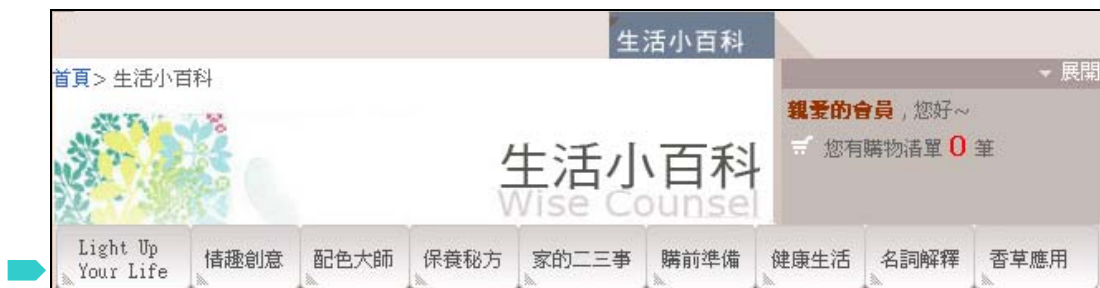 生活小百科
首頁> 生活小百科
展開
親愛的會員，您好~
您有購物清單 0 筆
生活小百科
Wise Counsel
Light Up
Your Life
情趣創意
配色大師
保養秘方
家的二三事
購前準備
健康生活
名詞解釋
香草應用